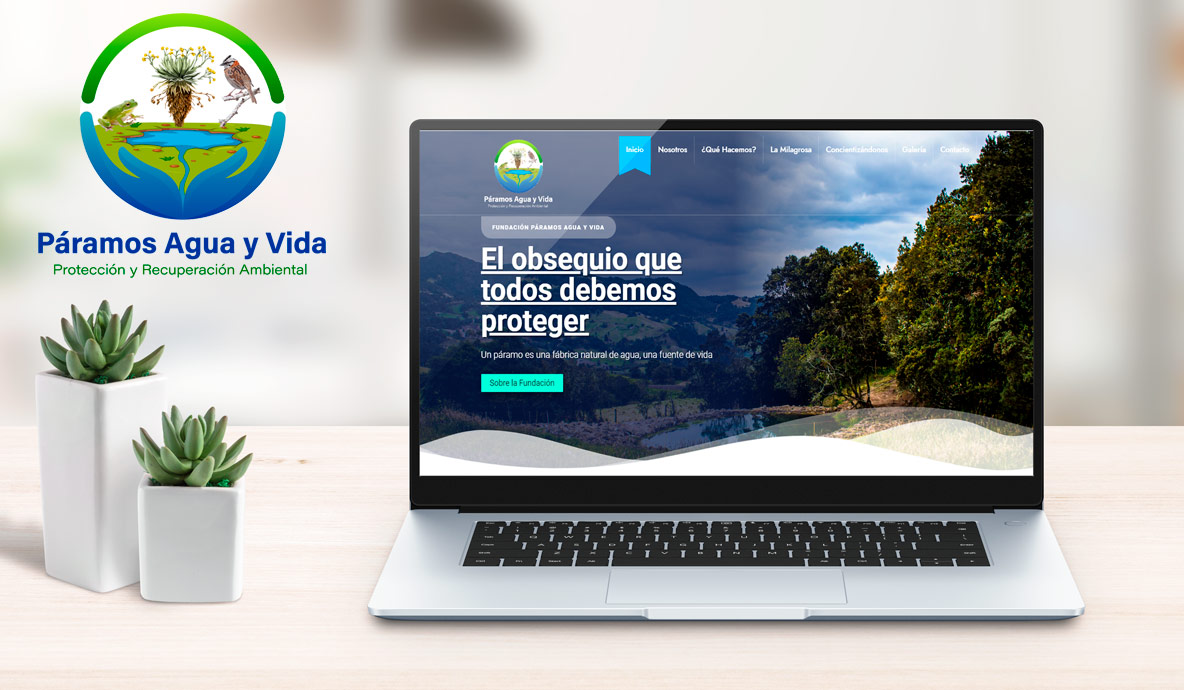 Páramos Agua y Vida
Protección y Recuperación Ambiental
Páramos Agua y Vida
Protección y Recuperación Ambiental
Inicio
Nosotros
¿Qué Hacemos?
La Milagrosa
Concientizándonos
Galería
Contacto
FUNDACIÓN PÁRAMOS AGUA Y VIDA
El obsequio que
todos debemos
proteger
Un páramo es una fábrica natural de agua, una fuente de vida
Sobre la Fundación